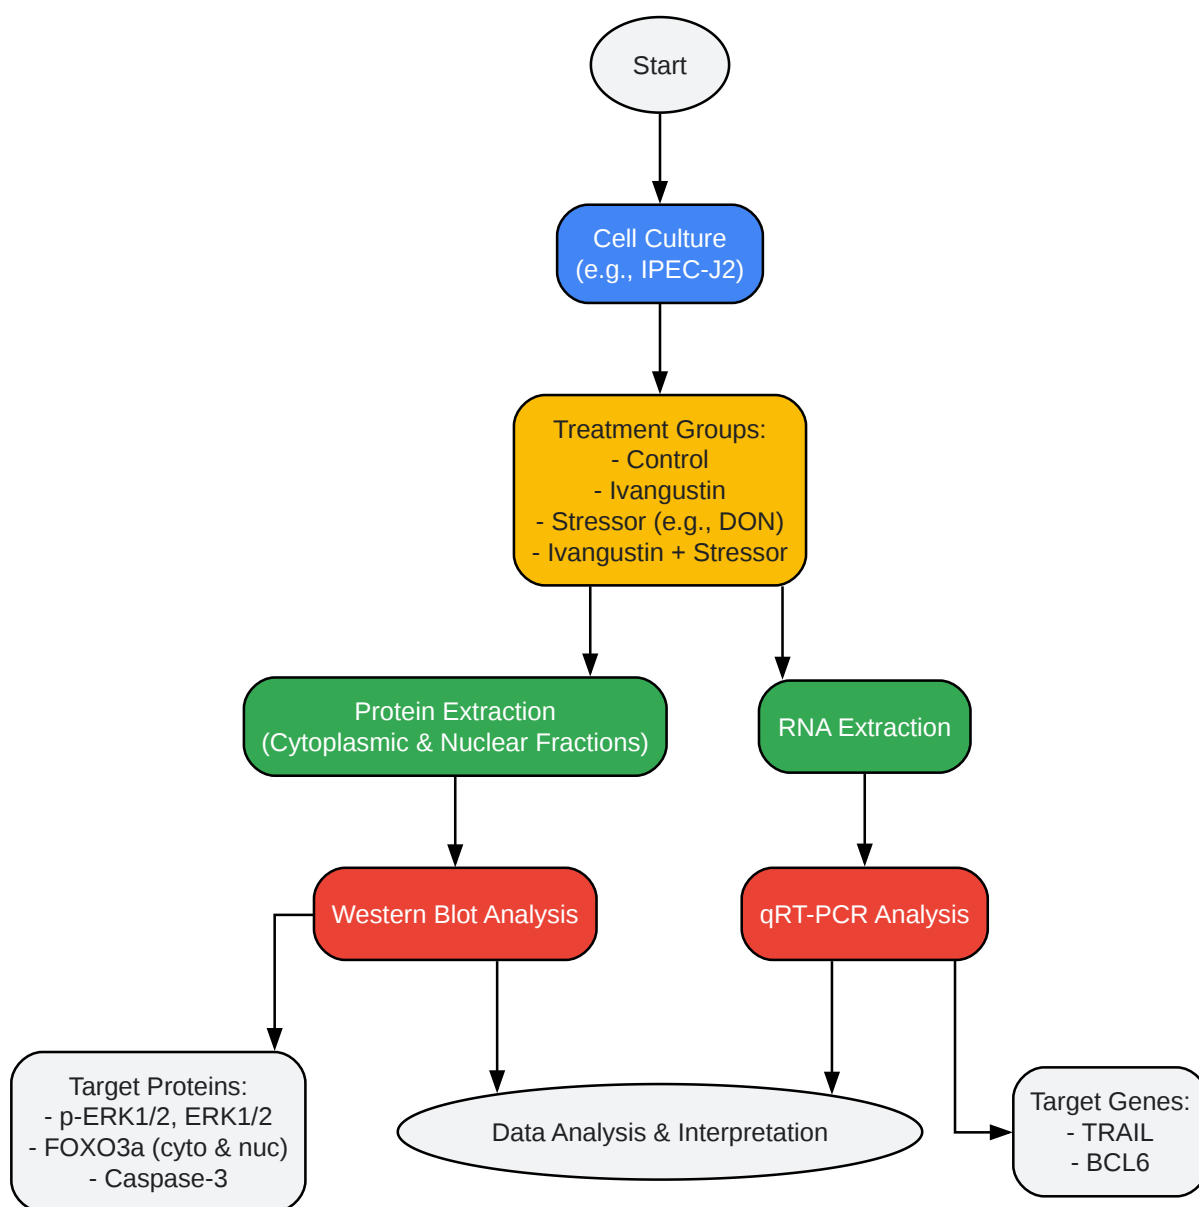 Start
Cell Culture
(e.g., IPEC-J2)
Treatment Groups:
- Control
- Ivangustin
- Stressor (e.g., DON)
- Ivangustin + Stressor
Protein Extraction
(Cytoplasmic & Nuclear Fractions)
RNA Extraction
Western Blot Analysis
qRT-PCR Analysis
Target Proteins:
- p-ERK1/2, ERK1/2
- FOXO3a (cyto & nuc)
- Caspase-3
Data Analysis & Interpretation
Target Genes:
- TRAIL
- BCL6